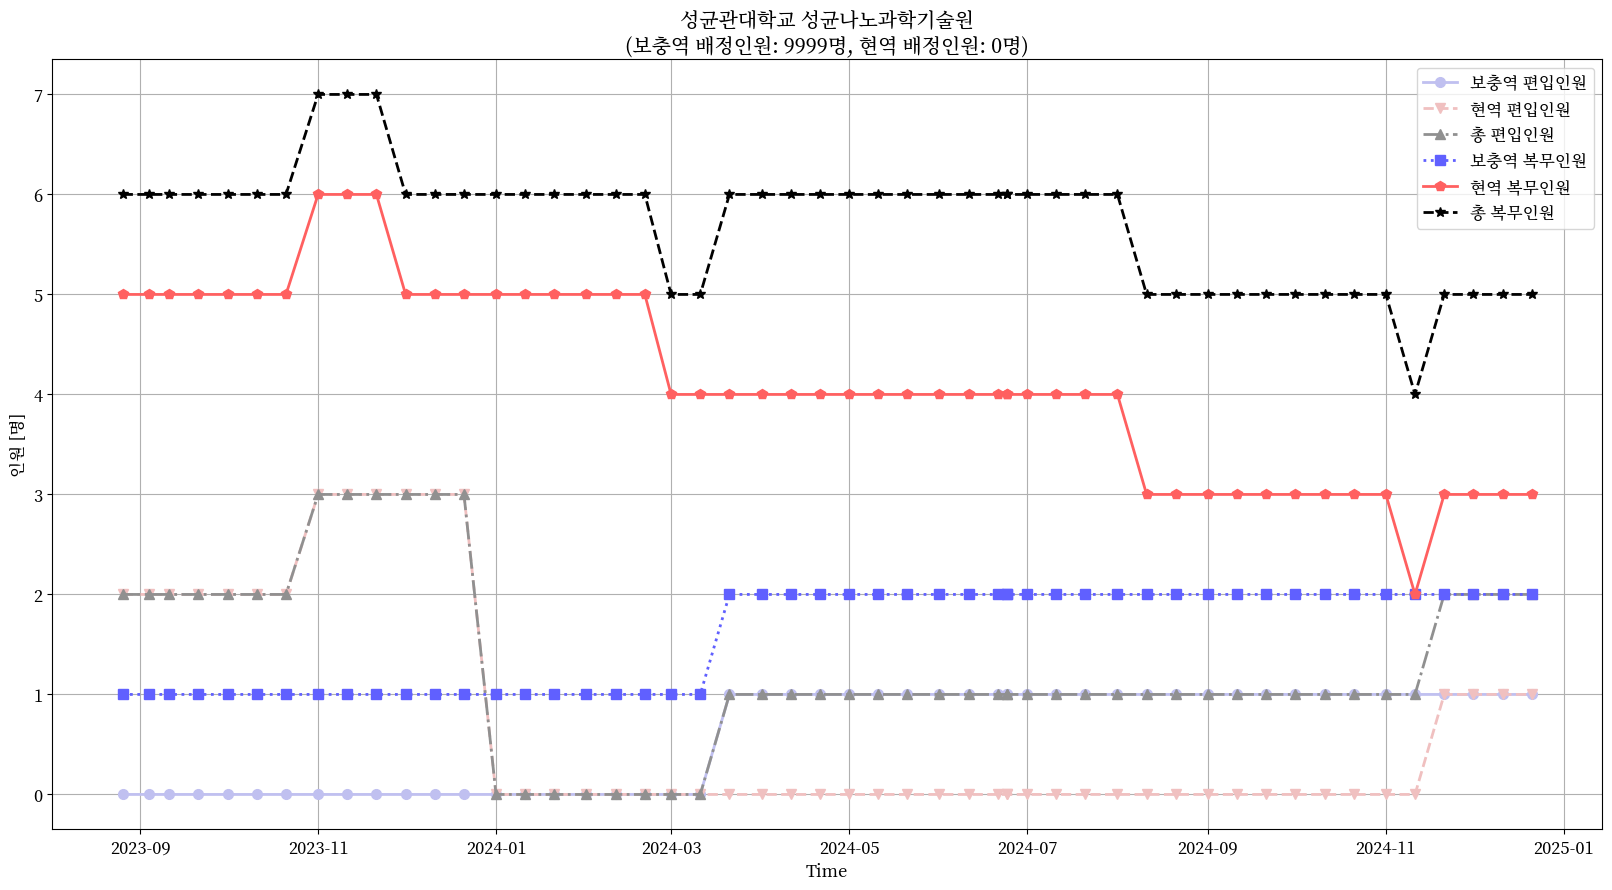 성균관대학교 성균나노과학기술원
(보충역 배정인원: 9999명, 현역 배정인원: 0명)
보충역 편입인원
현역 편입인원
총 편입인원
보충역 복무인원
현역 복무인원
총 복무인원
인원 [명]
7
6
5
4
3
2
1
0
2023-09
2023-11
2024-01
2024-03
2024-05
2024-07
2024-09
2024-11
2025-01
Time